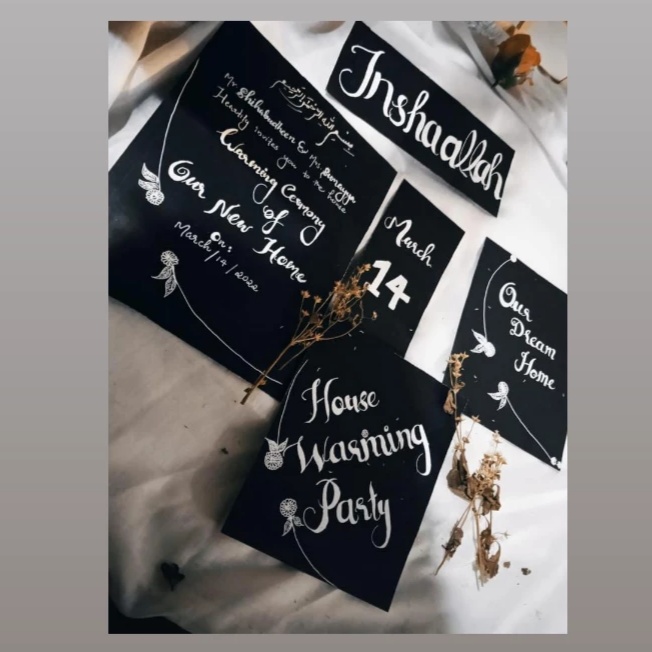 Inshaallah
Mr. Shihabudheen & Mrs.
invites you to the house
Warming Ceremony
of
Our New Home
On:
March/14/2022
March
14
Our
Dream
Home
House
Warming
Party